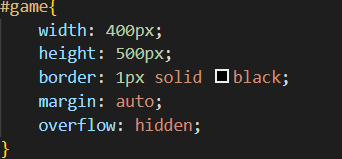 #game{
    width: 400px;
    height: 500px;
    border: 1px solid black;
    margin: auto;
    overflow: hidden;
}